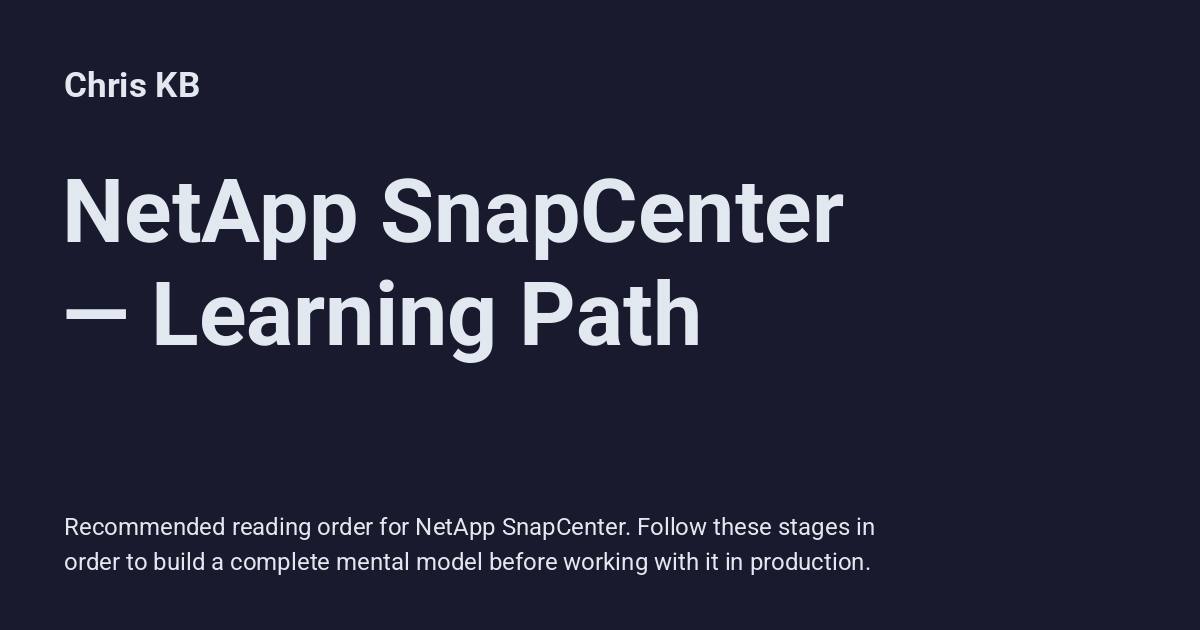 Chris KB
NetApp SnapCenter
— Learning Path
Recommended reading order for NetApp SnapCenter. Follow these stages in
order to build a complete mental model before working with it in production.